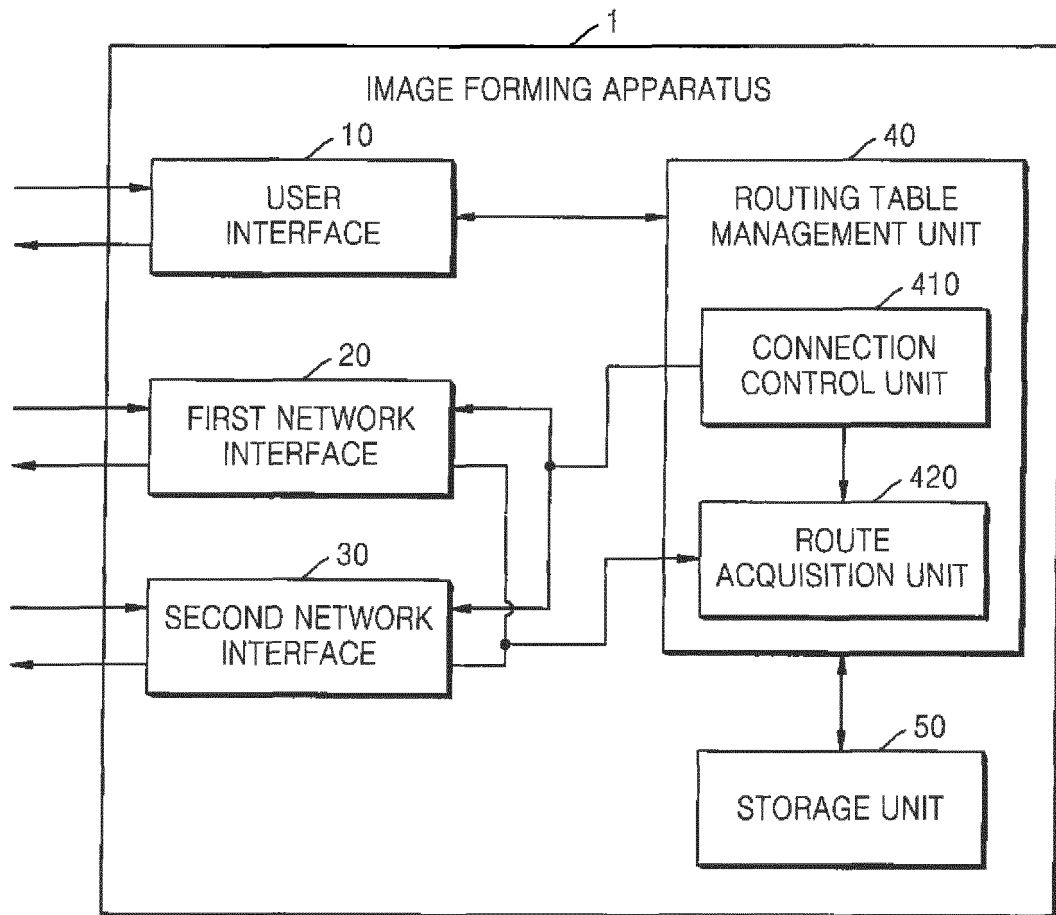 1
IMAGE FORMING APPARATUS
10
USER
INTERFACE
40
ROUTING TABLE
MANAGEMENT UNIT
410
CONNECTION
CONTROL UNIT
20
FIRST NETWORK
INTERFACE
420
ROUTE
ACQUISITION UNIT
30
SECOND NETWORK
INTERFACE
50
STORAGE UNIT